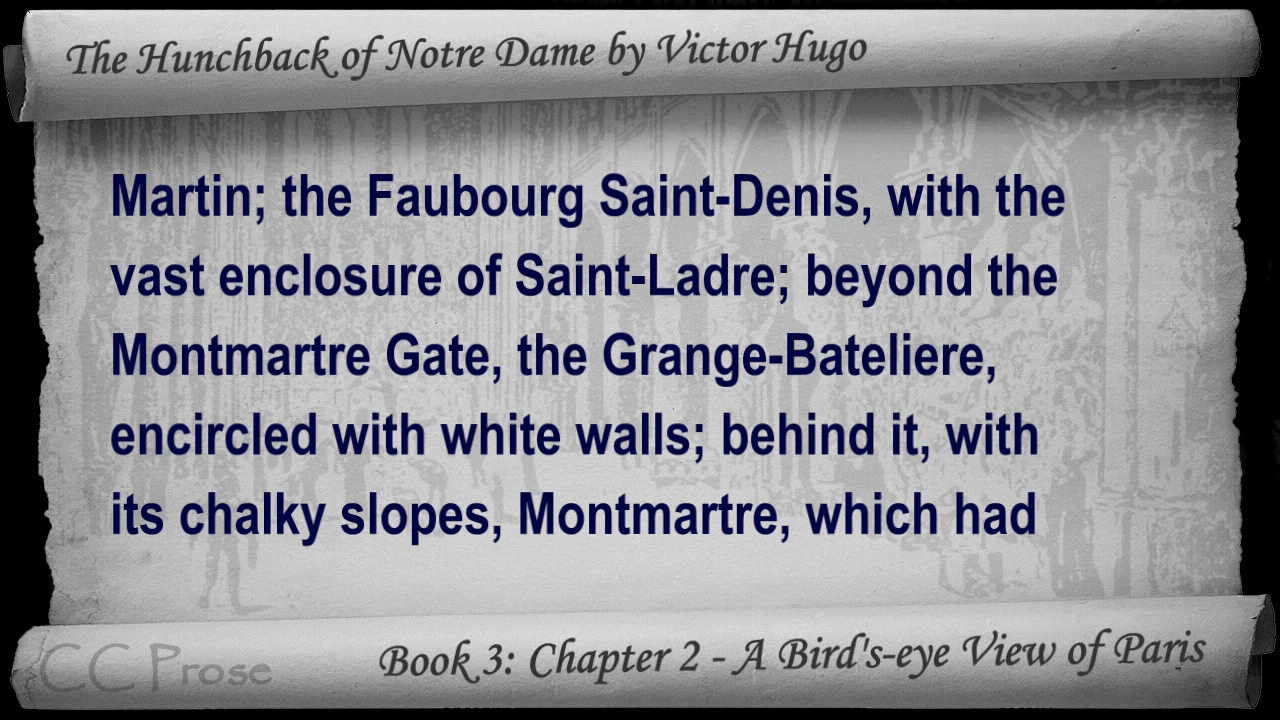 The Hunchback of Notre Dame by Victor Hugo
Martin; the Faubourg Saint-Denis, with the
vast enclosure of Saint-Ladre; beyond the
Montmartre Gate, the Grange-Bateliere,
encircled with white walls; behind it, with
its chalky slopes, Montmartre, which had
CC Prose
Book 3: Chapter 2 - A Bird's-eye View of Paris